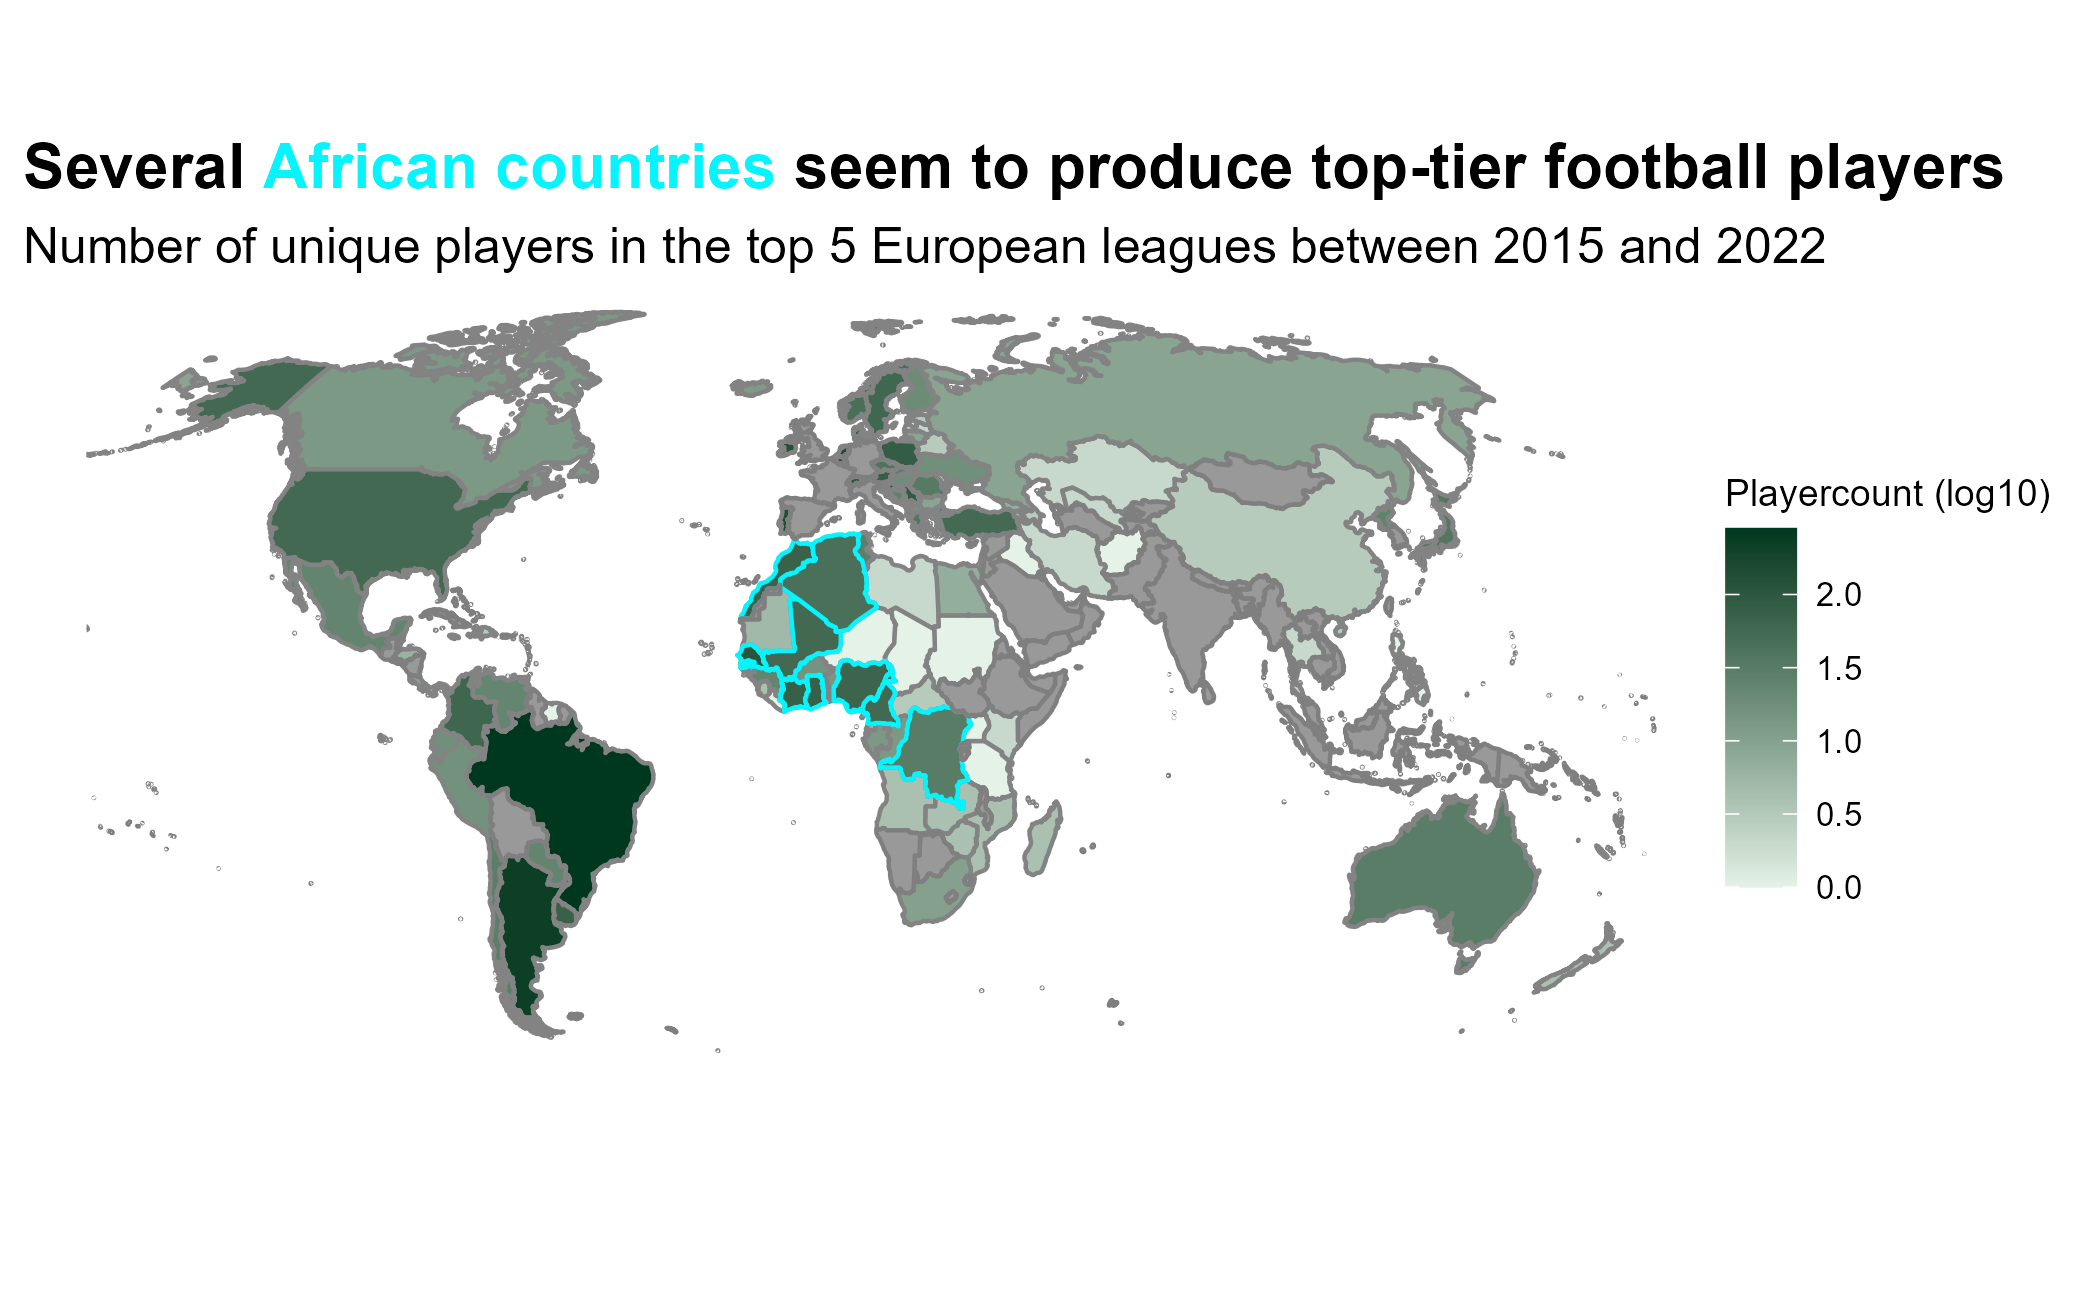 Several African countries seem to produce top-tier football players
Number of unique players in the top 5 European leagues between 2015 and 2022
Playercount (log10)
2.0
1.5
1.0
0.5
0.0